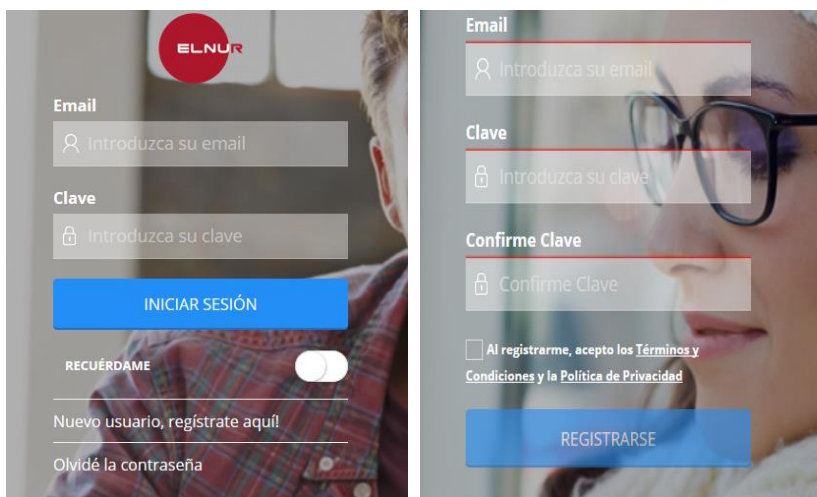 ELNUR
Email
Introduzca su email
Clave
Introduzca su clave
INICIAR SESIÓN
RECUÉRDAME
Nuevo usuario, regístrate aquí!
Olvidé la contraseña
Email
Introduzca su email
Clave
Introduzca su clave
Confirme Clave
Confirme Clave
Al registrarme, acepto los Términos y
Condiciones y la Política de Privacidad
REGISTRARSE